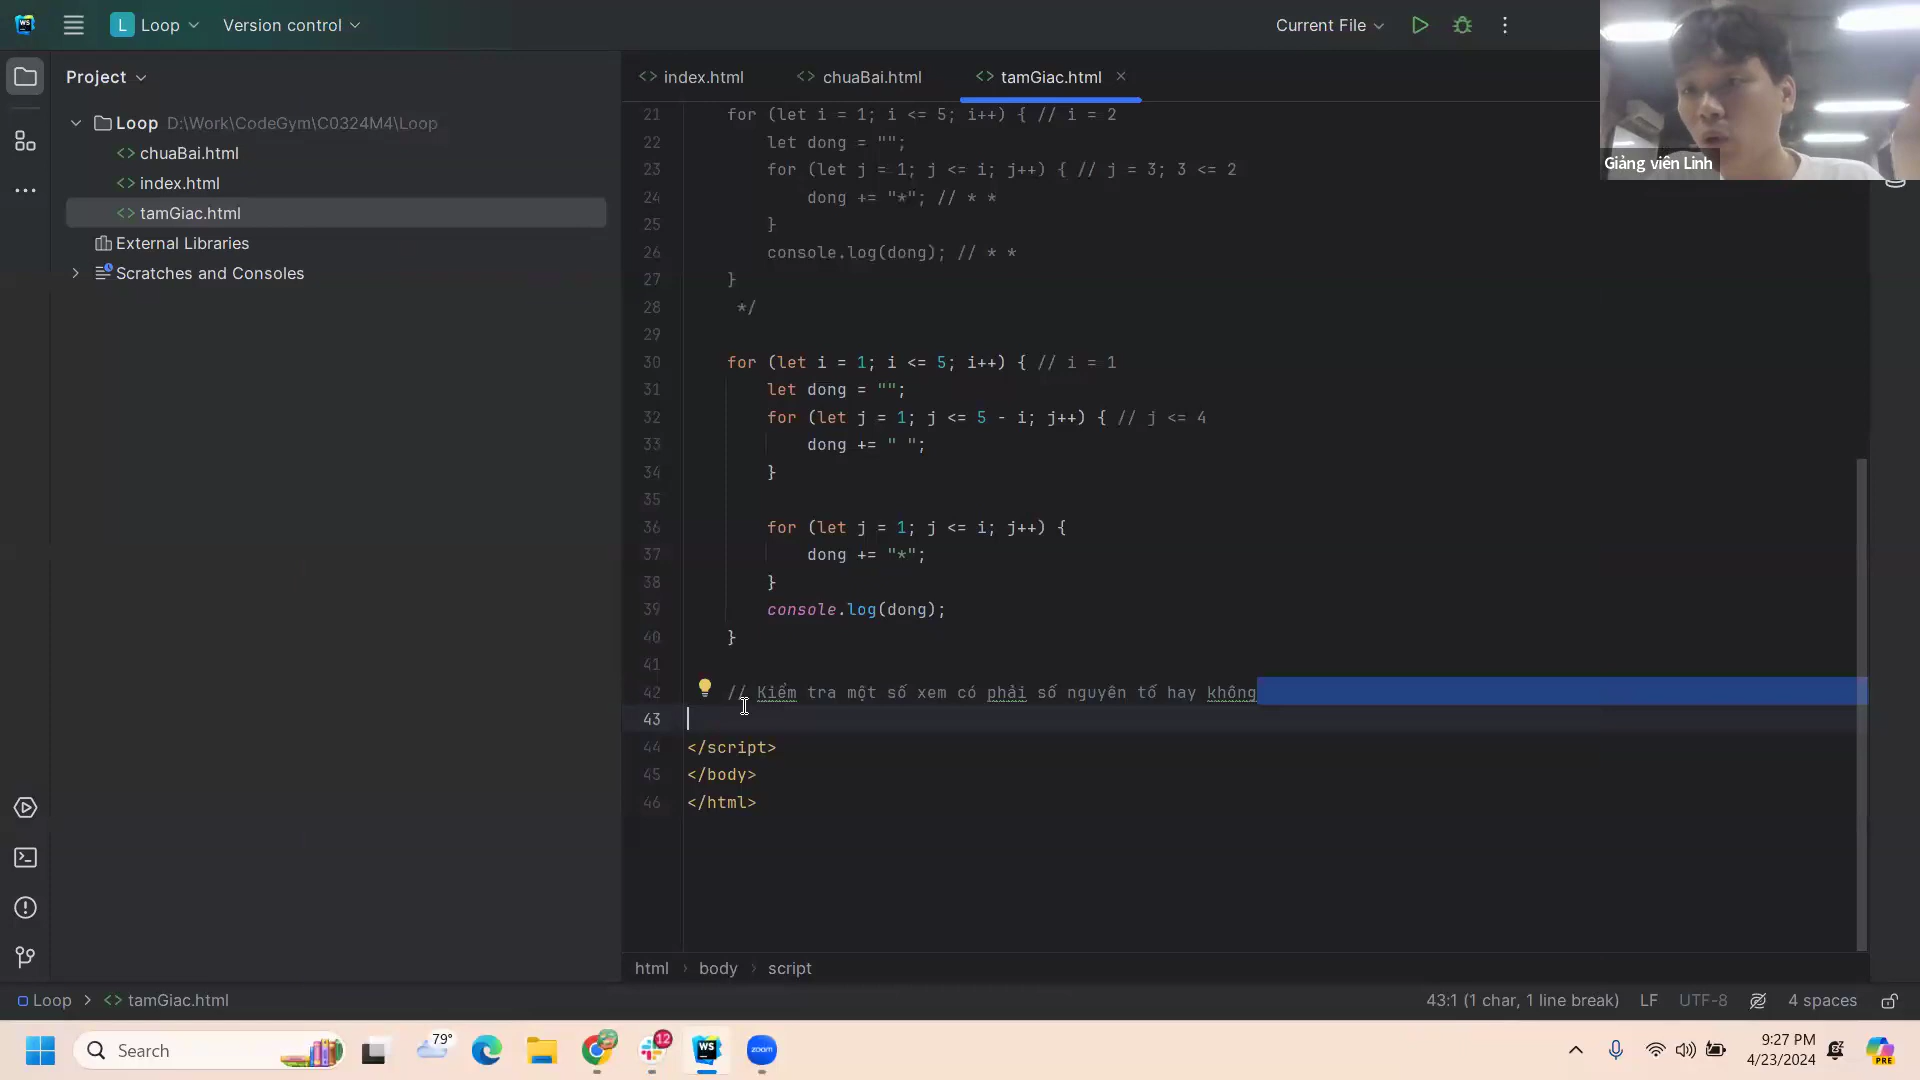 WS
L Loop
Version control
Current File
Project
index.html
chuaBai.html
tamGiac.html
Giảng viên Linh
Loop D:\Work\CodeGym\C0324M4\Loop
chuaBai.html
index.html
tamGiac.html
External Libraries
Scratches and Consoles
21 for (let i = 1; i <= 5; i++) { // i = 2
22 let dong = "";
23 for (let j = 1; j <= i; j++) { // j = 3; 3 <= 2
24 dong += "*"; // * *
25 }
26 console.log(dong); // * *
27 }
28 */
29
30 for (let i = 1; i <= 5; i++) { // i = 1
31 let dong = "";
32 for (let j = 1; j <= 5 - i; j++) { // j <= 4
33 dong += " ";
34 }
35
36 for (let j = 1; j <= i; j++) {
37 dong += "*";
38 }
39 console.log(dong);
40 }
41
42 // Kiểm tra một số xem có phải số nguyên tố hay không
43
44 </script>
45 </body>
46 </html>
html › body › script
Loop › tamGiac.html
43:1 (1 char, 1 line break) LF UTF-8 4 spaces
Search
79°
12
WS
zoom
9:27 PM
4/23/2024
PRE